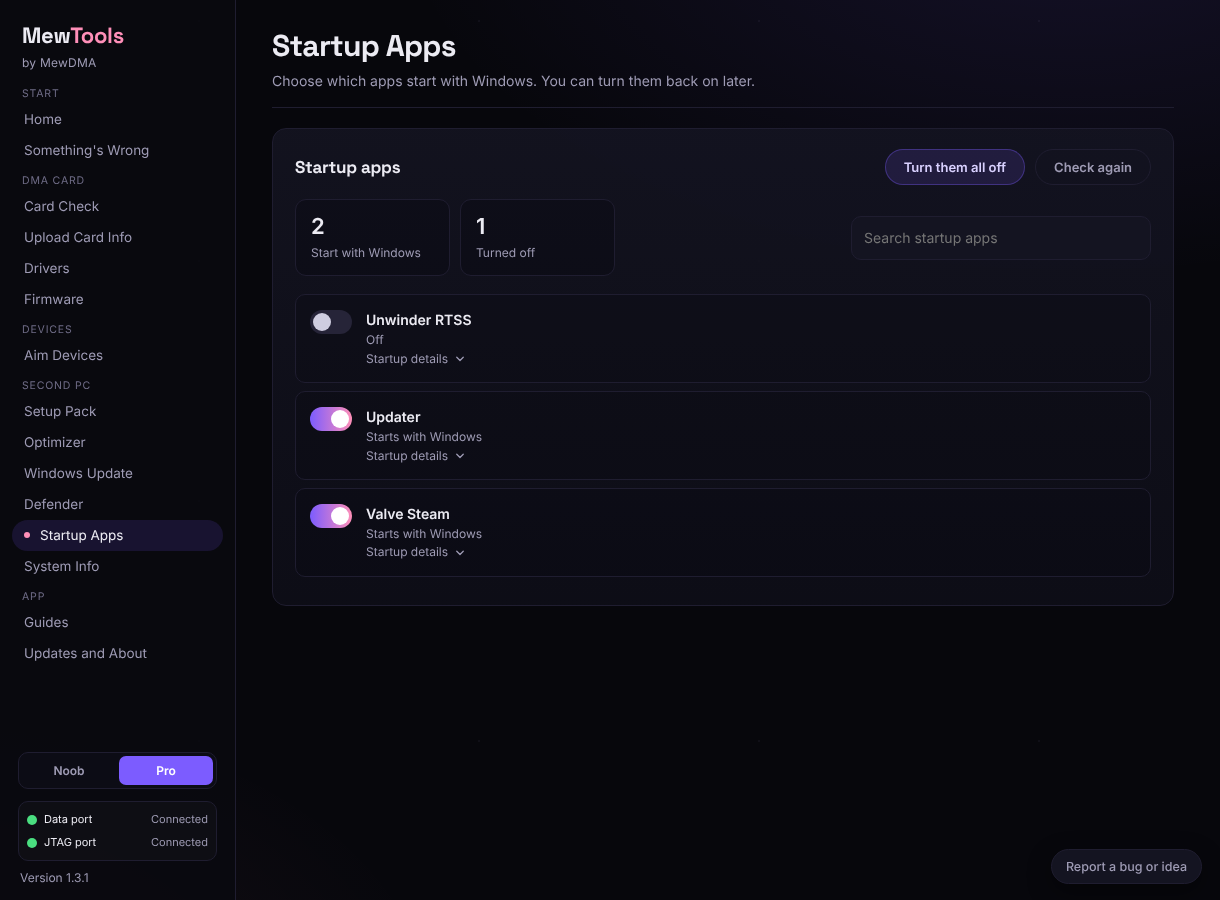 MewTools
by MewDMA
START
Home
Something's Wrong
DMA CARD
Card Check
Upload Card Info
Drivers
Firmware
DEVICES
Aim Devices
SECOND PC
Setup Pack
Optimizer
Windows Update
Defender
Startup Apps
System Info
APP
Guides
Updates and About
Noob Pro
Data port Connected
JTAG port Connected
Version 1.3.1
Startup Apps
Choose which apps start with Windows. You can turn them back on later.
Startup apps
Turn them all off
Check again
2
Start with Windows
1
Turned off
Search startup apps
Unwinder RTSS
Off
Startup details
Updater
Starts with Windows
Startup details
Valve Steam
Starts with Windows
Startup details
Report a bug or idea